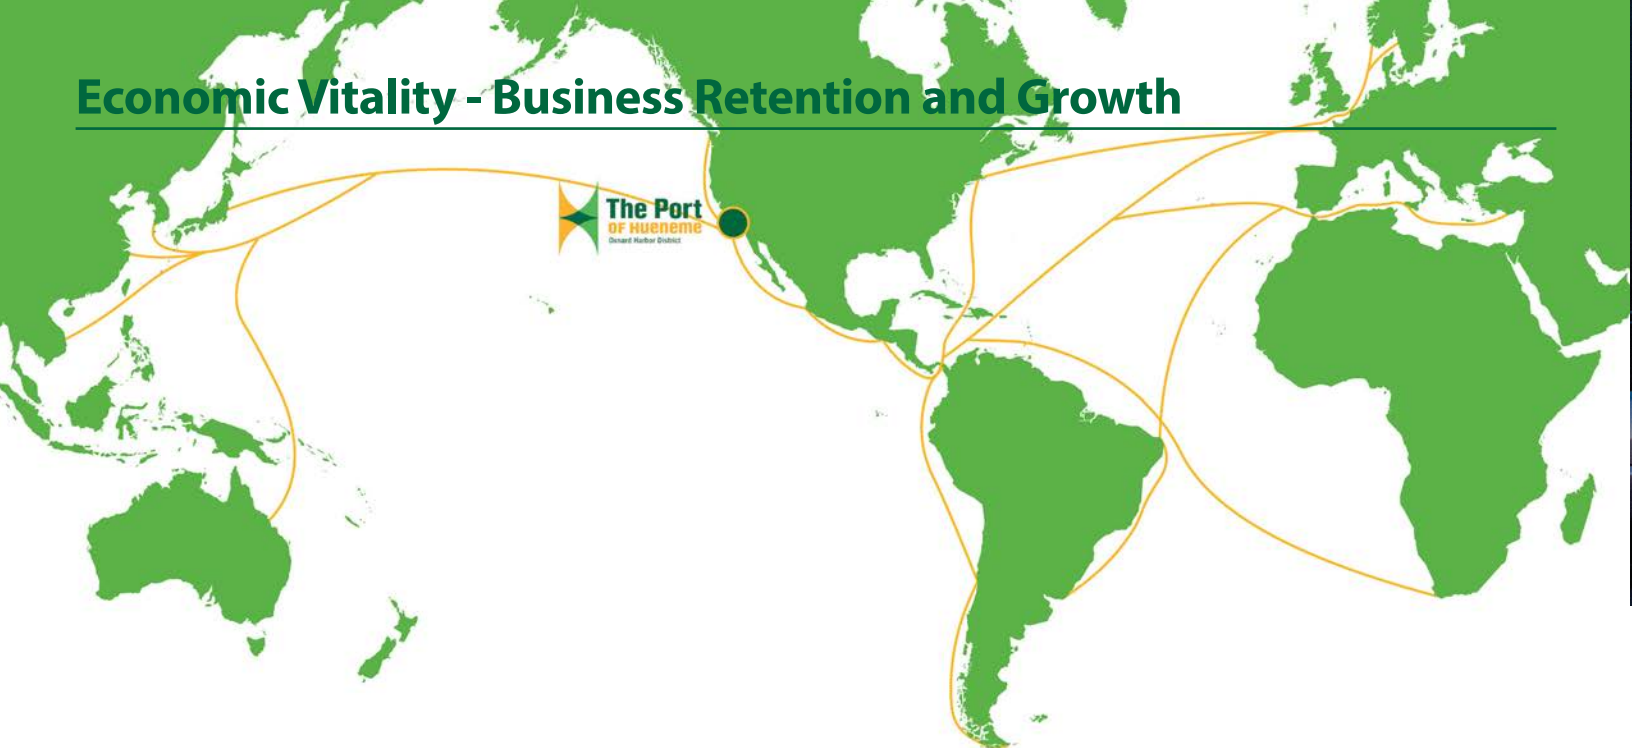 Economic Vitality - Business Retention and Growth
The Port
OF HUENEME
Oxnard Harbor District